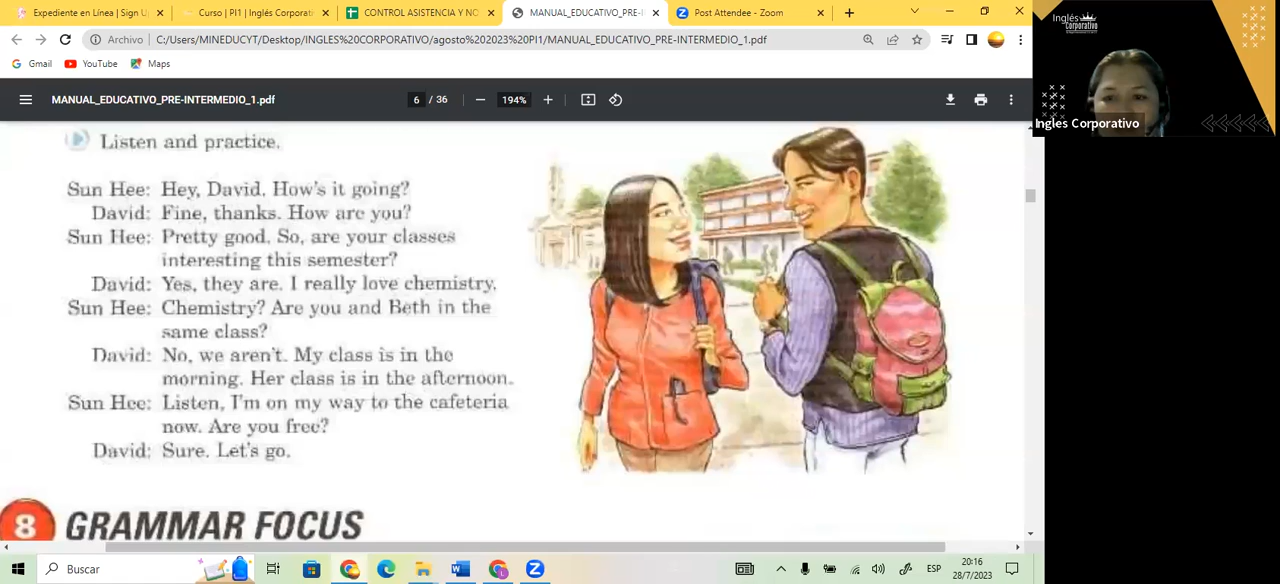 Expediente en Línea | Sign U
Curso | PI1 | Inglés Corporati
CONTROL ASISTENCIA Y NO
MANUAL_EDUCATIVO_PRE-I
Post Attendee - Zoom
Archivo
C:/Users/MINEDUCYT/Desktop/INGLES%20CORPORATIVO/agosto%202023%20PI1/MANUAL_EDUCATIVO_PRE-INTERMEDIO_1.pdf
Gmail
YouTube
Maps
MANUAL_EDUCATIVO_PRE-INTERMEDIO_1.pdf
6 / 36
194%
Listen and practice.
Sun Hee: Hey, David. How's it going?
David: Fine, thanks. How are you?
Sun Hee: Pretty good. So, are your classes
interesting this semester?
David: Yes, they are. I really love chemistry.
Sun Hee: Chemistry? Are you and Beth in the
same class?
David: No, we aren't. My class is in the
morning. Her class is in the afternoon.
Sun Hee: Listen, I'm on my way to the cafeteria
now. Are you free?
David: Sure. Let's go.
8 GRAMMAR FOCUS
Inglés
Corporativo
Ingles Corporativo
Buscar
ESP
20:16
28/7/2023